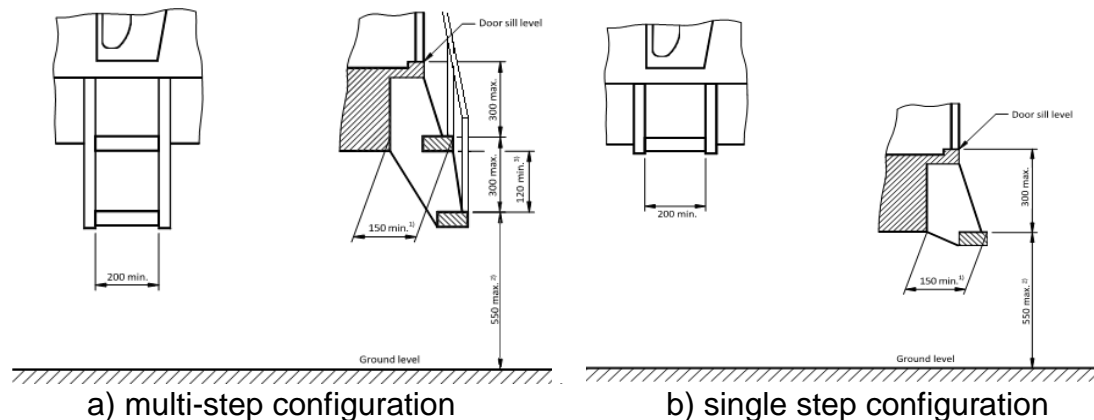 Door sill level
300 max.
300 max.
120 min.³⁾
150 min.¹⁾
200 min.
550 max.²⁾
Ground level
a) multi-step configuration
Door sill level
200 min.
300 max.
150 min.¹⁾
550 max.²⁾
Ground level
b) single step configuration